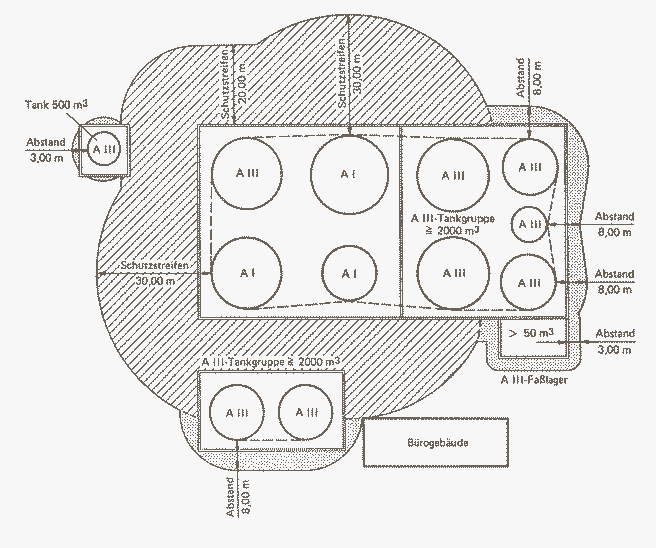 Schutzstreifen
20,00 m
Schutzstreifen
30,00 m
Abstand
8,00 m
Tank 500 m³
Abstand
3,00 m
A III
A III
A I
A III
A III
A III-Tankgruppe
≧ 2000 m³
A III
Abstand
8,00 m
Schutzstreifen
30,00 m
A I
A I
A III
A III
Abstand
8,00 m
> 50 m³
Abstand
3,00 m
A III-Tankgruppe ≧ 2000 m³
A III-Faßlager
A III
A III
Bürogebäude
Abstand
8,00 m